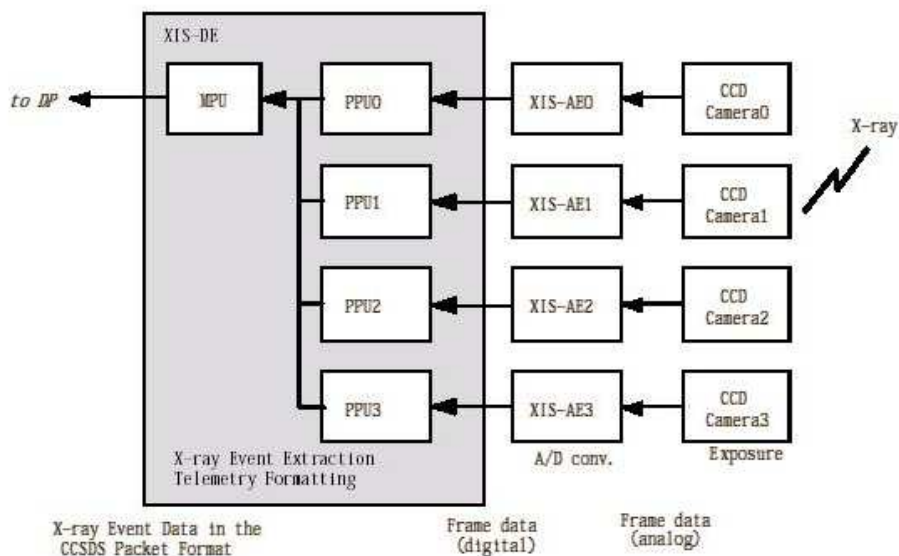 XIS-DE
to DP
MPU
PPU0
XIS-AE0
CCD
Camera0
X-ray
PPU1
XIS-AE1
CCD
Camera1
PPU2
XIS-AE2
CCD
Camera2
PPU3
XIS-AE3
CCD
Camera3
X-ray Event Extraction
Telemetry Formatting
A/D conv.
Exposure
X-ray Event Data in the
CCSDS Packet Format
Frame data
(digital)
Frame data
(analog)